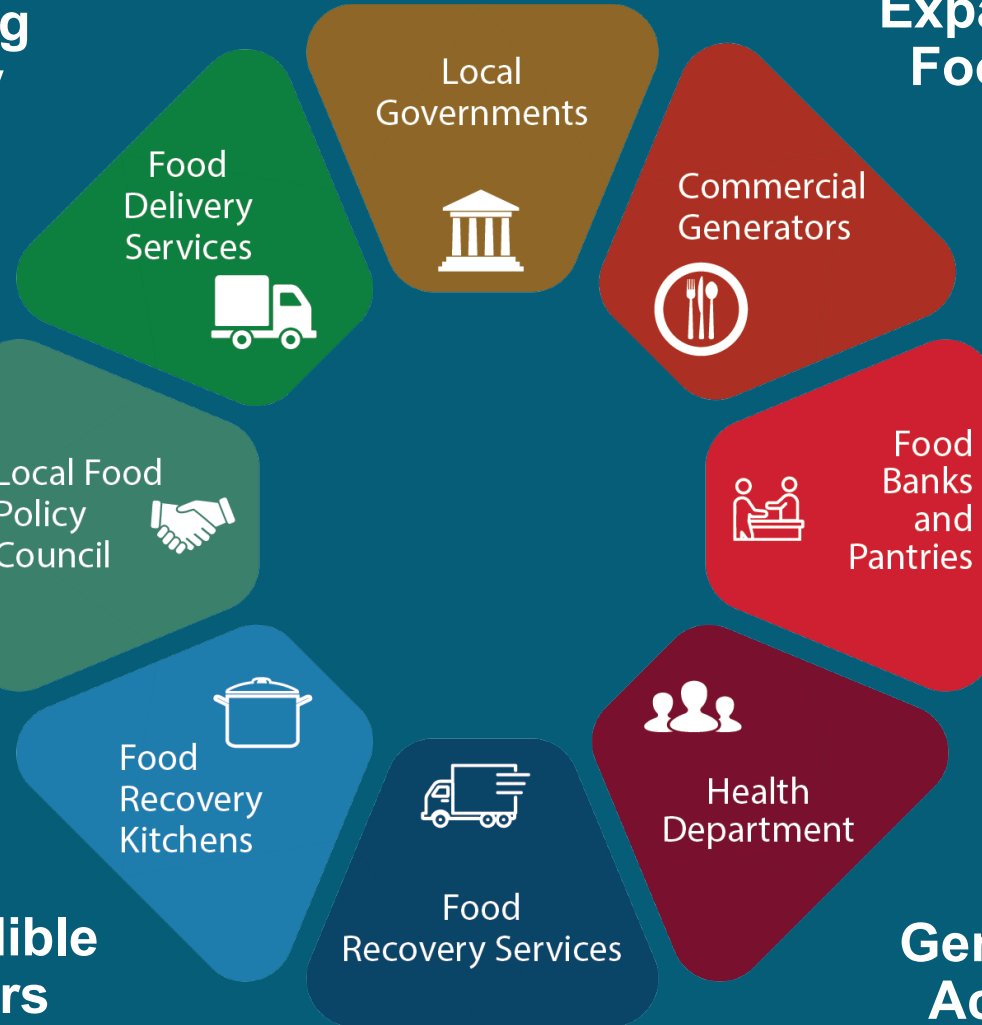 Local
Governments
Commercial
Generators
Food
Banks
and
Pantries
Health
Department
Food
Recovery Services
Food
Recovery
Kitchens
Local Food
Policy
Council
Food
Delivery
Services